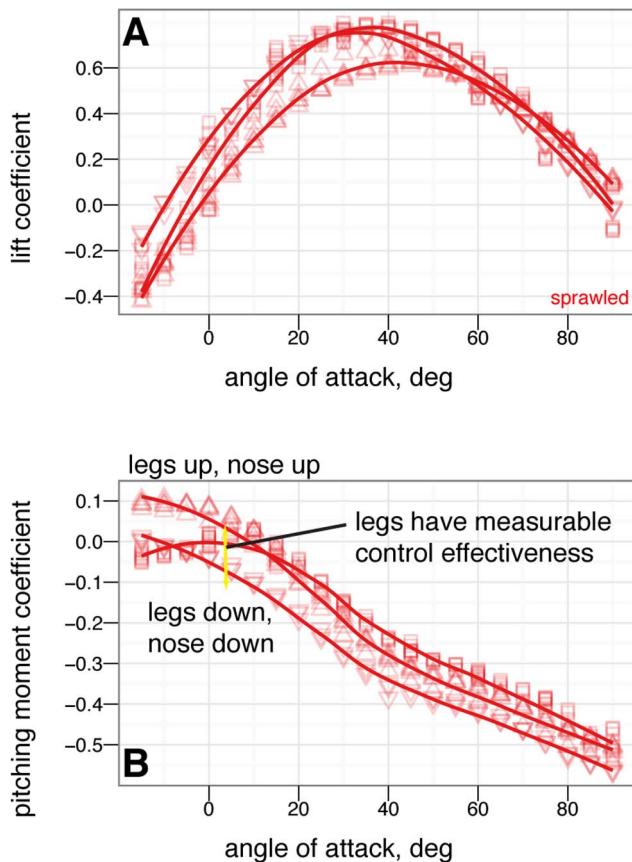 A
lift coefficient
0.6
0.4
0.2
0.0
−0.2
−0.4
sprawled
0 20 40 60 80
angle of attack, deg
legs up, nose up
pitching moment coefficient
0.1
0.0
−0.1
−0.2
−0.3
−0.4
−0.5
legs have measurable
control effectiveness
legs down,
nose down
B
0 20 40 60 80
angle of attack, deg